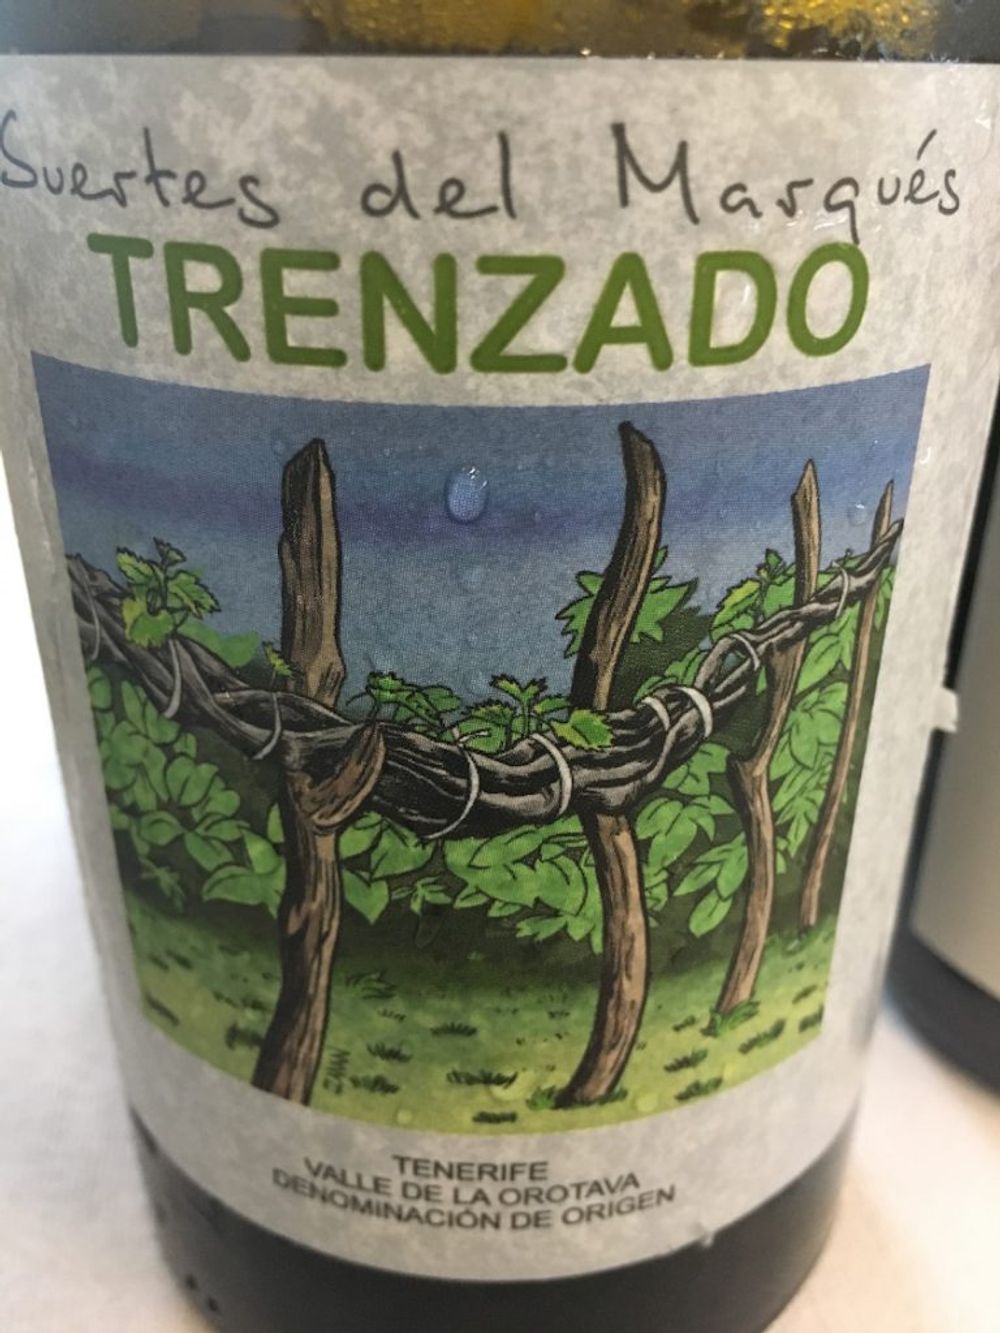 Suertes del Marqués
TRENZADO
TENERIFE
VALLE DE LA OROTAVA
DENOMINACIÓN DE ORIGEN